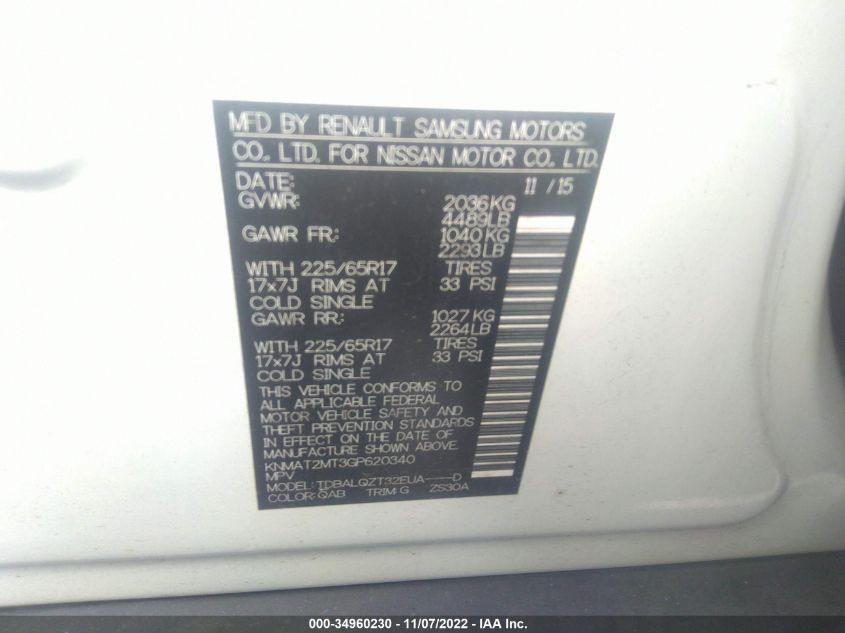 MFD BY RENAULT SAMSUNG MOTORS
CO., LTD. FOR NISSAN MOTOR CO., LTD.
DATE: 11 / 15
GVWR: 2036KG
4489LB
GAWR FR: 1040KG
2293LB
WITH 225/65R17 TIRES
17×7J RIMS AT 33 PSI
COLD SINGLE
GAWR RR: 1027KG
2264LB
WITH 225/65R17 TIRES
17×7J RIMS AT 33 PSI
COLD SINGLE
THIS VEHICLE CONFORMS TO
ALL APPLICABLE FEDERAL
MOTOR VEHICLE SAFETY AND
THEFT PREVENTION STANDARDS
IN EFFECT ON THE DATE OF
MANUFACTURE SHOWN ABOVE.
KNMAT2MT3GP620340
MPV
MODEL: TDBALQZT32EUA----D
COLOR: QAB TRIM: G ZS30A
000-34960230 - 11/07/2022 - IAA Inc.